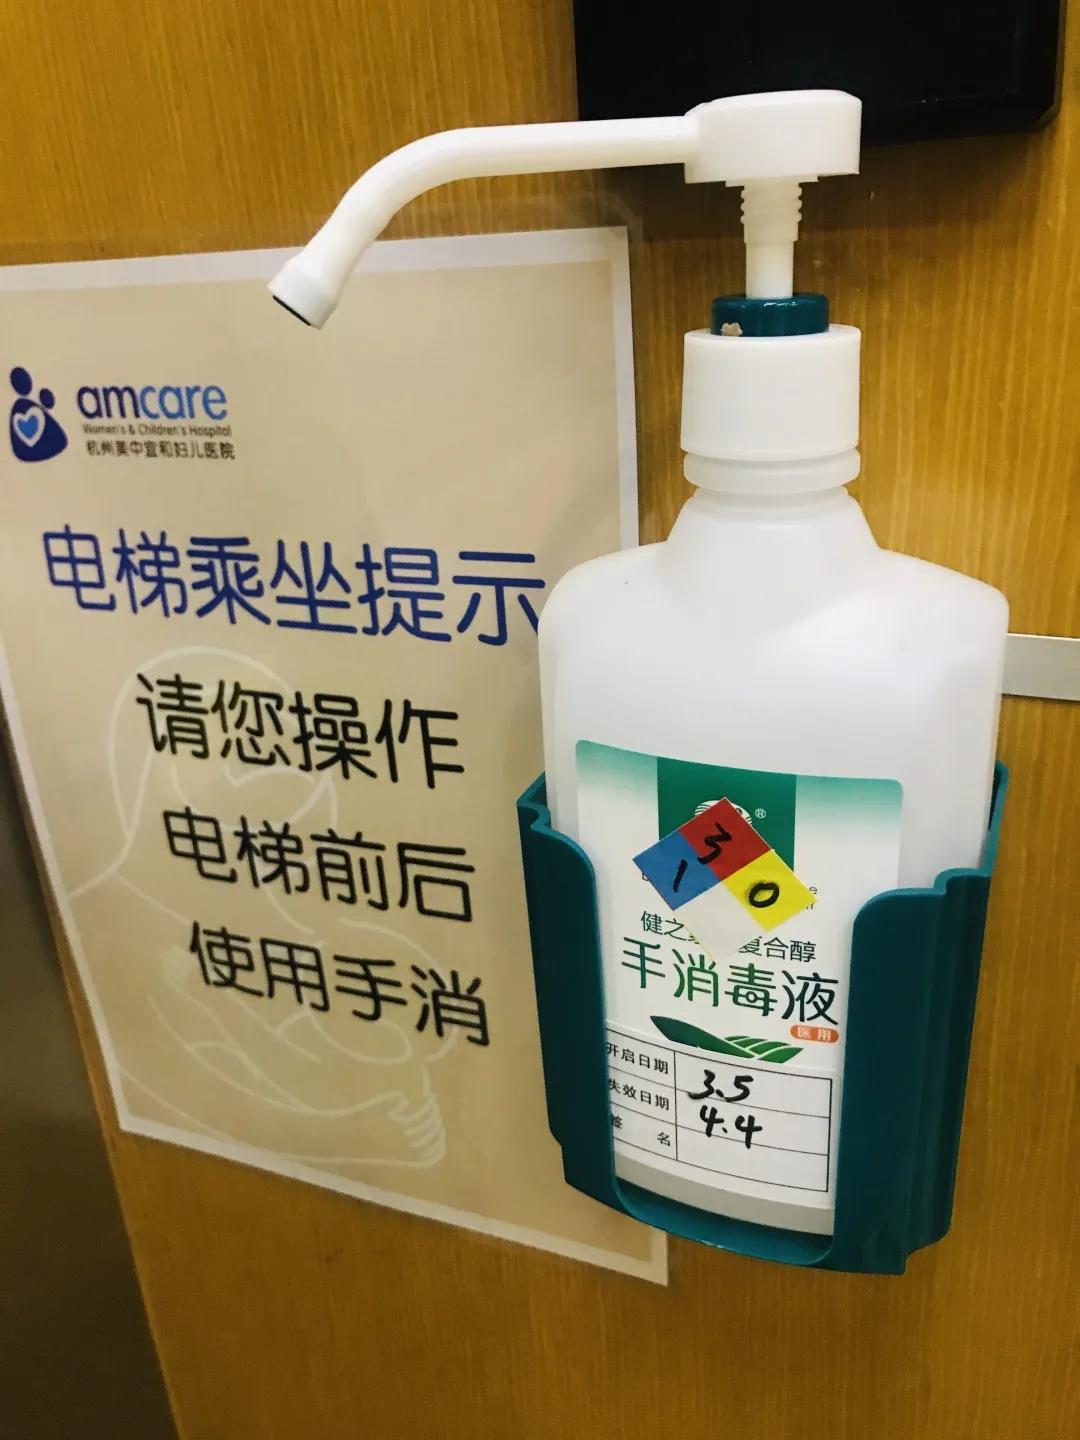 amcare
Women's & Children's Hospital
杭州美中宜和妇儿医院
电梯乘坐提示
请您操作
电梯前后
使用手消
®
3
1
0
健之 复合醇
手消毒液
医用
开启日期 3.5
失效日期 4.4
签 名